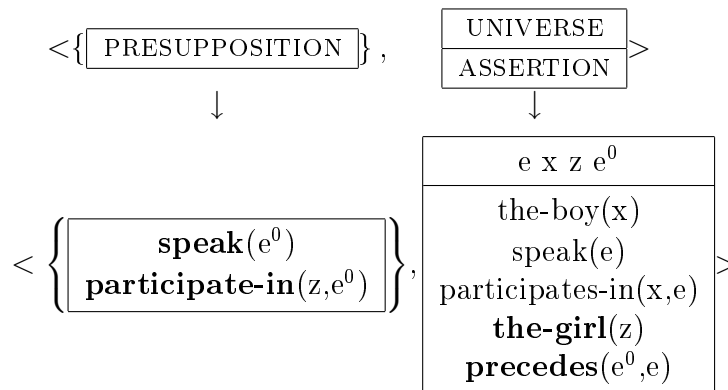 <{ PRESUPPOSITION } , UNIVERSE >
ASSERTION
↓ ↓
e x z e⁰
the-boy(x)
< { speak(e⁰) speak(e)
participate-in(z,e⁰) } , participates-in(x,e) >
the-girl(z)
precedes(e⁰,e)